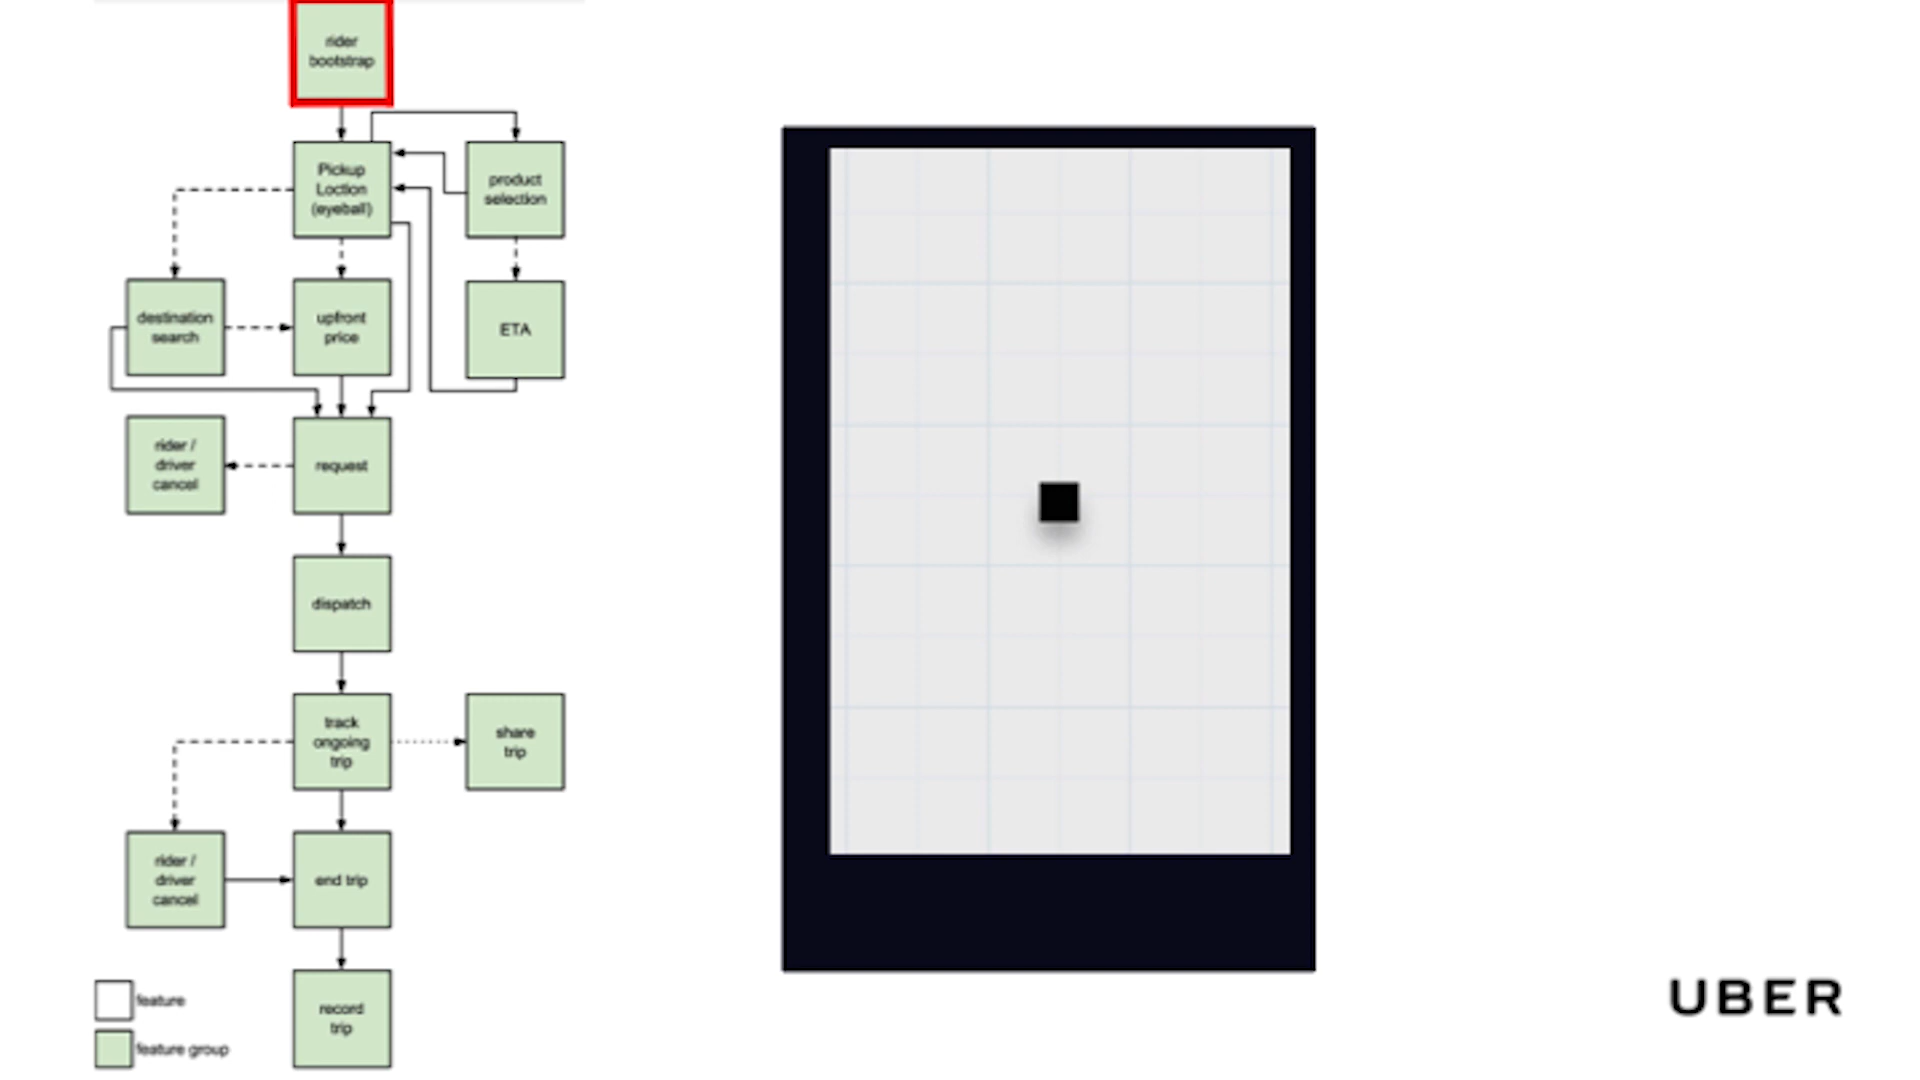 rider
bootstrap
Pickup
Loction
(eyeball)
product
selection
destination
search
upfront
price
ETA
rider /
driver
cancel
request
dispatch
track
ongoing
trip
share
trip
rider /
driver
cancel
end trip
record
trip
feature
feature group
UBER